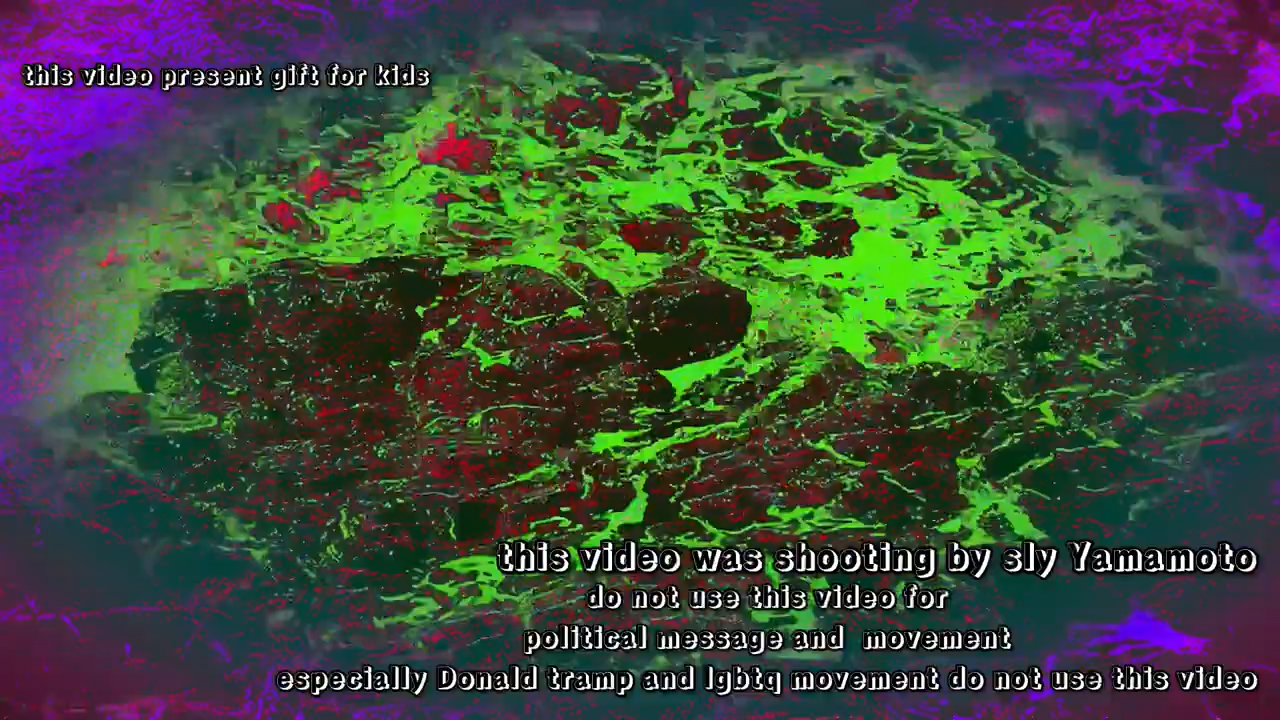 this video present gift for kids
this video was shooting by sly Yamamoto
do not use this video for
political message and movement
especially Donald tramp and lgbtq movement do not use this video